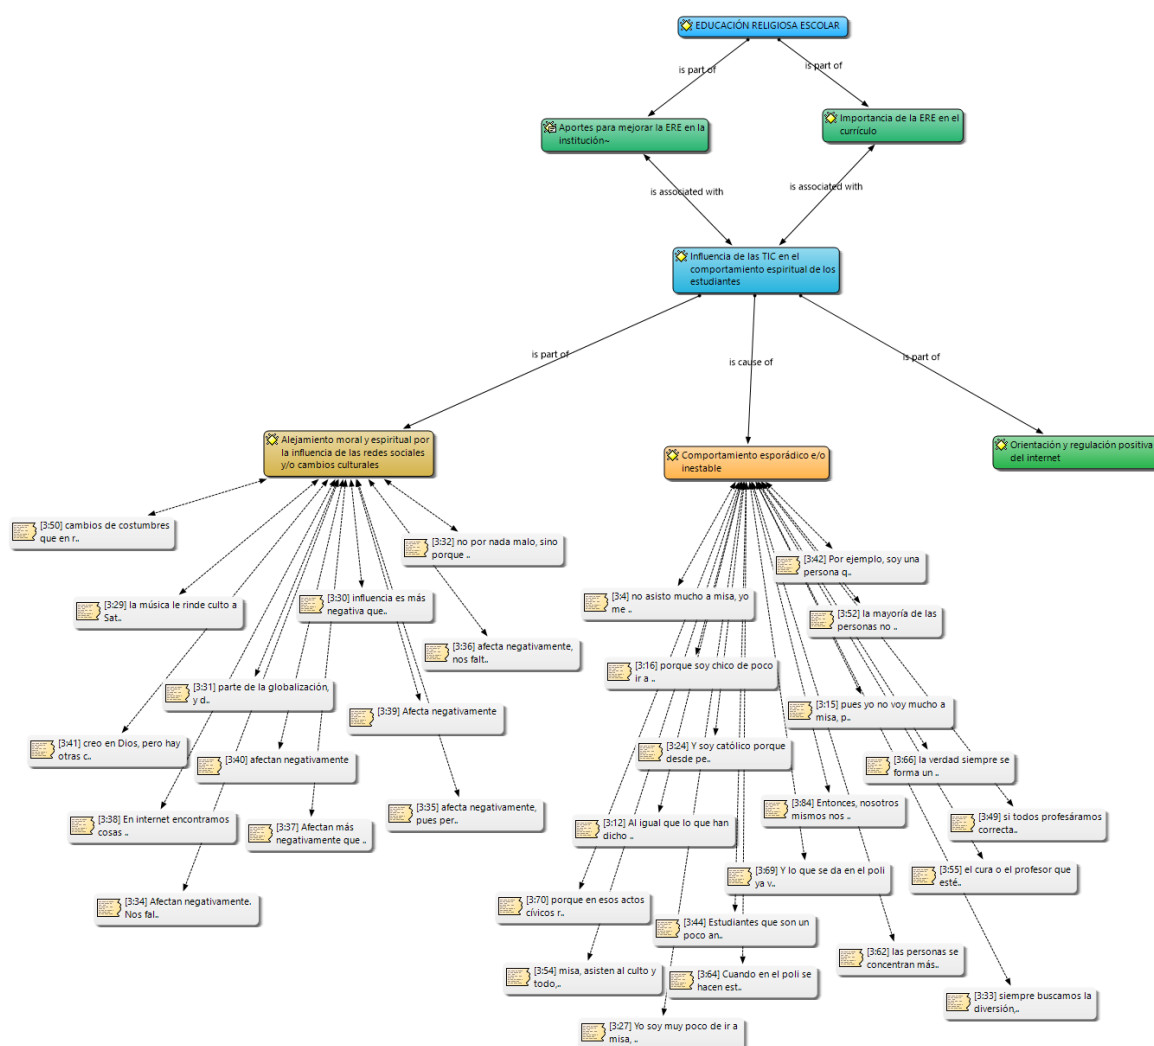 EDUCACIÓN RELIGIOSA ESCOLAR
is part of
is part of
Aportes para mejorar la ERE en la
institución~
Importancia de la ERE en el
currículo
is associated with
is associated with
Influencia de las TIC en el
comportamiento espiritual de los
estudiantes
is part of
is cause of
is part of
Alejamiento moral y espiritual por
la influencia de las redes sociales
y/o cambios culturales
Comportamiento esporádico e/o
inestable
Orientación y regulación positiva
del internet
[3:50] cambios de costumbres
que en r..
[3:32] no por nada malo, sino
porque ..
[3:29] la música le rinde culto a
Sat..
[3:30] influencia es más
negativa que..
[3:36] afecta negativamente,
nos falt..
[3:31] parte de la globalización,
y d..
[3:39] Afecta negativamente
[3:41] creo en Dios, pero hay
otras c..
[3:40] afectan negativamente
[3:35] afecta negativamente,
pues per..
[3:38] En internet encontramos
cosas ..
[3:37] Afectan más
negativamente que ..
[3:34] Afectan negativamente.
Nos fal..
[3:42] Por ejemplo, soy una
persona q..
[3:4] no asisto mucho a misa, yo
me ..
[3:52] la mayoría de las
personas no ..
[3:16] porque soy chico de poco
ir a ..
[3:15] pues yo no voy mucho a
misa, p..
[3:24] Y soy católico porque
desde pe..
[3:66] la verdad siempre se
forma un ..
[3:84] Entonces, nosotros
mismos nos ..
[3:49] si todos profesáramos
correcta..
[3:12] Al igual que lo que han
dicho ..
[3:69] Y lo que se da en el poli
ya v..
[3:55] el cura o el profesor que
esté..
[3:70] porque en esos actos
cívicos r..
[3:44] Estudiantes que son un
poco an..
[3:62] las personas se
concentran más..
[3:54] misa, asisten al culto y
todo,..
[3:64] Cuando en el poli se
hacen est..
[3:33] siempre buscamos la
diversión,..
[3:27] Yo soy muy poco de ir a
misa, ..